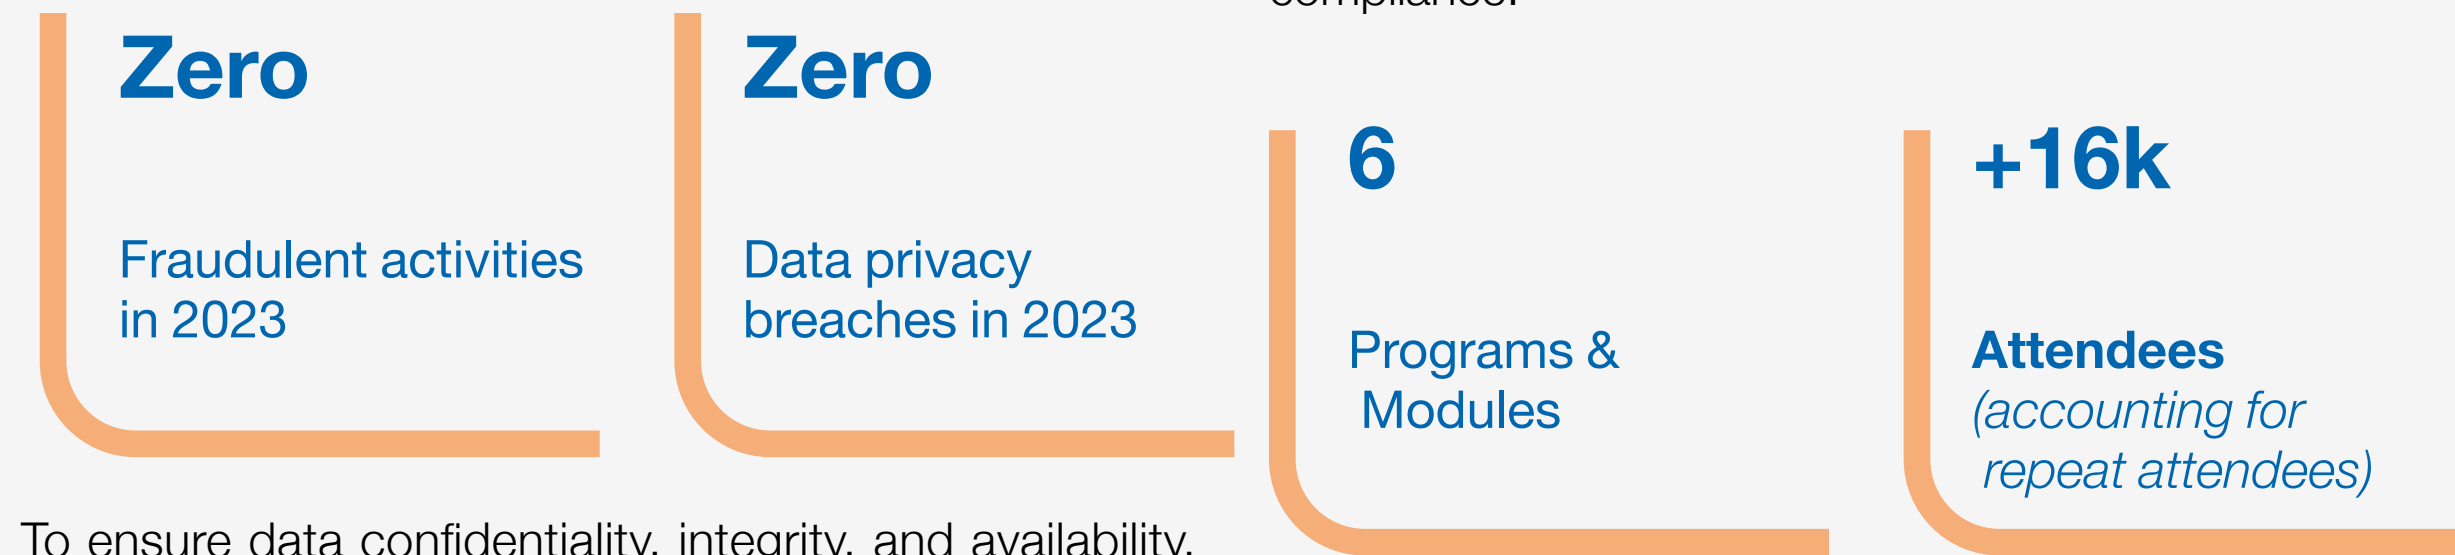 compliance.
Zero
Fraudulent activities
in 2023
Zero
Data privacy
breaches in 2023
To ensure data confidentiality, integrity, and availability,
6
Programs &
Modules
+16k
Attendees
(accounting for
repeat attendees)